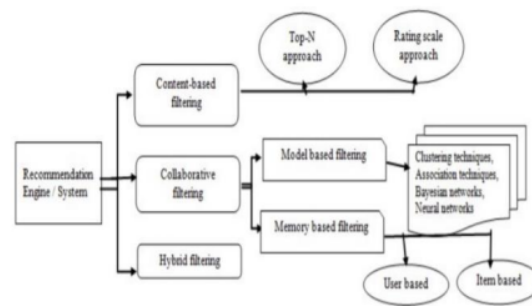 Top-N
approach
Rating scale
approach
Content-based
filtering
Recommendation
Engine / System
Collaborative
filtering
Model based filtering
Clustering techniques,
Association techniques,
Bayesian networks,
Neural networks
Memory based filtering
Hybrid filtering
User based
Item based